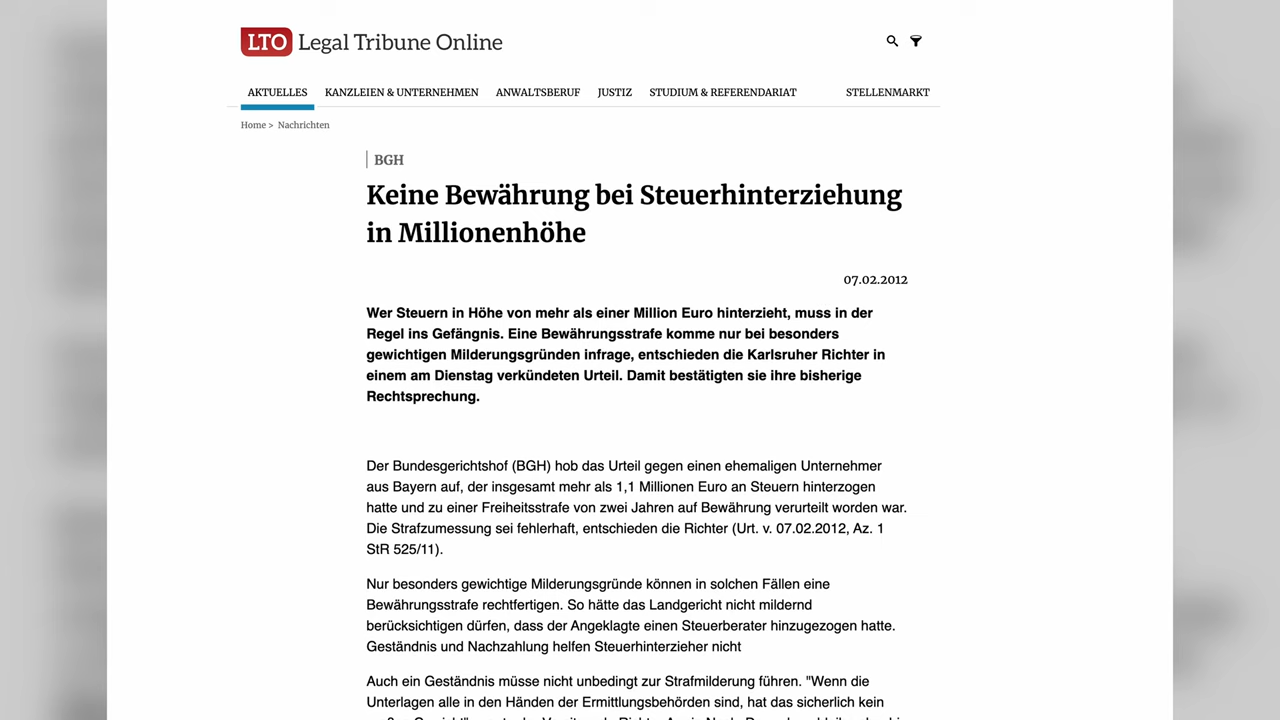 LTO Legal Tribune Online
AKTUELLES KANZLEIEN & UNTERNEHMEN ANWALTSBERUF JUSTIZ STUDIUM & REFERENDARIAT STELLENMARKT
Home > Nachrichten
BGH
Keine Bewährung bei Steuerhinterziehung
in Millionenhöhe
07.02.2012
Wer Steuern in Höhe von mehr als einer Million Euro hinterzieht, muss in der
Regel ins Gefängnis. Eine Bewährungsstrafe komme nur bei besonders
gewichtigen Milderungsgründen infrage, entschieden die Karlsruher Richter in
einem am Dienstag verkündeten Urteil. Damit bestätigten sie ihre bisherige
Rechtsprechung.
Der Bundesgerichtshof (BGH) hob das Urteil gegen einen ehemaligen Unternehmer
aus Bayern auf, der insgesamt mehr als 1,1 Millionen Euro an Steuern hinterzogen
hatte und zu einer Freiheitsstrafe von zwei Jahren auf Bewährung verurteilt worden war.
Die Strafzumessung sei fehlerhaft, entschieden die Richter (Urt. v. 07.02.2012, Az. 1
StR 525/11).
Nur besonders gewichtige Milderungsgründe können in solchen Fällen eine
Bewährungsstrafe rechtfertigen. So hätte das Landgericht nicht mildernd
berücksichtigen dürfen, dass der Angeklagte einen Steuerberater hinzugezogen hatte.
Geständnis und Nachzahlung helfen Steuerhinterzieher nicht
Auch ein Geständnis müsse nicht unbedingt zur Strafmilderung führen. "Wenn die
Unterlagen alle in den Händen der Ermittlungsbehörden sind, hat das sicherlich kein